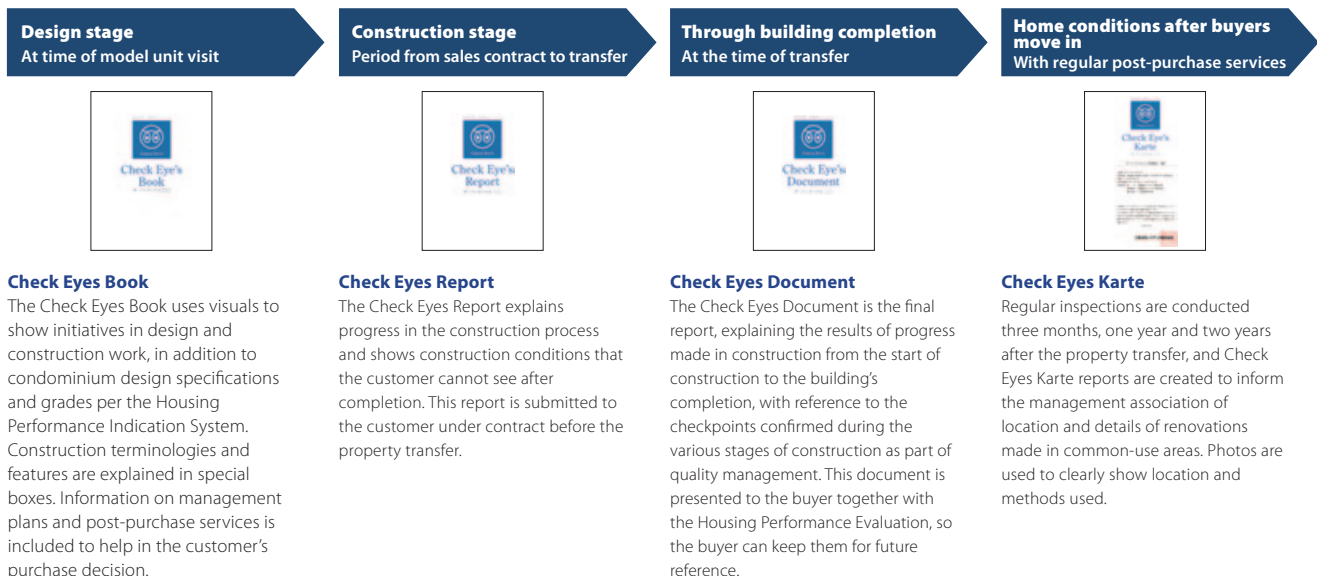 Design stage
At time of model unit visit
Construction stage
Period from sales contract to transfer
Through building completion
At the time of transfer
Home conditions after buyers
move in
With regular post-purchase services
Check Eye's
Book
Check Eye's
Report
Check Eye's
Document
Check Eye's
Karte
Check Eyes Book
The Check Eyes Book uses visuals to
show initiatives in design and
construction work, in addition to
condominium design specifications
and grades per the Housing
Performance Indication System.
Construction terminologies and
features are explained in special
boxes. Information on management
plans and post-purchase services is
included to help in the customer's
purchase decision.
Check Eyes Report
The Check Eyes Report explains
progress in the construction process
and shows construction conditions that
the customer cannot see after
completion. This report is submitted to
the customer under contract before the
property transfer.
Check Eyes Document
The Check Eyes Document is the final
report, explaining the results of progress
made in construction from the start of
construction to the building's
completion, with reference to the
checkpoints confirmed during the
various stages of construction as part of
quality management. This document is
presented to the buyer together with
the Housing Performance Evaluation, so
the buyer can keep them for future
reference.
Check Eyes Karte
Regular inspections are conducted
three months, one year and two years
after the property transfer, and Check
Eyes Karte reports are created to inform
the management association of
location and details of renovations
made in common-use areas. Photos are
used to clearly show location and
methods used.